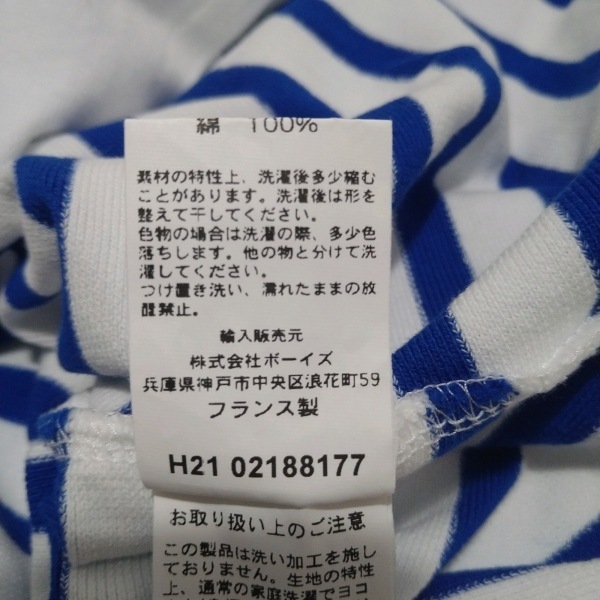 綿 100%
素材の特性上、洗濯後多少縮む
ことがあります。洗濯後は形を
整えて干してください。
色物の場合は洗濯の際、多少色
落ちします。他の物と分けて洗
濯してください。
つけ置き洗い、濡れたままの放
醒禁止。
輸入販売元
株式会社ボーイズ
兵庫県神戸市中央区浪花町59
フランス製
H21 02188177
お取り扱い上のご注意
この製品は洗い加工を施し
ております。生地の特性
上、通常の家庭洗濯でヨコ